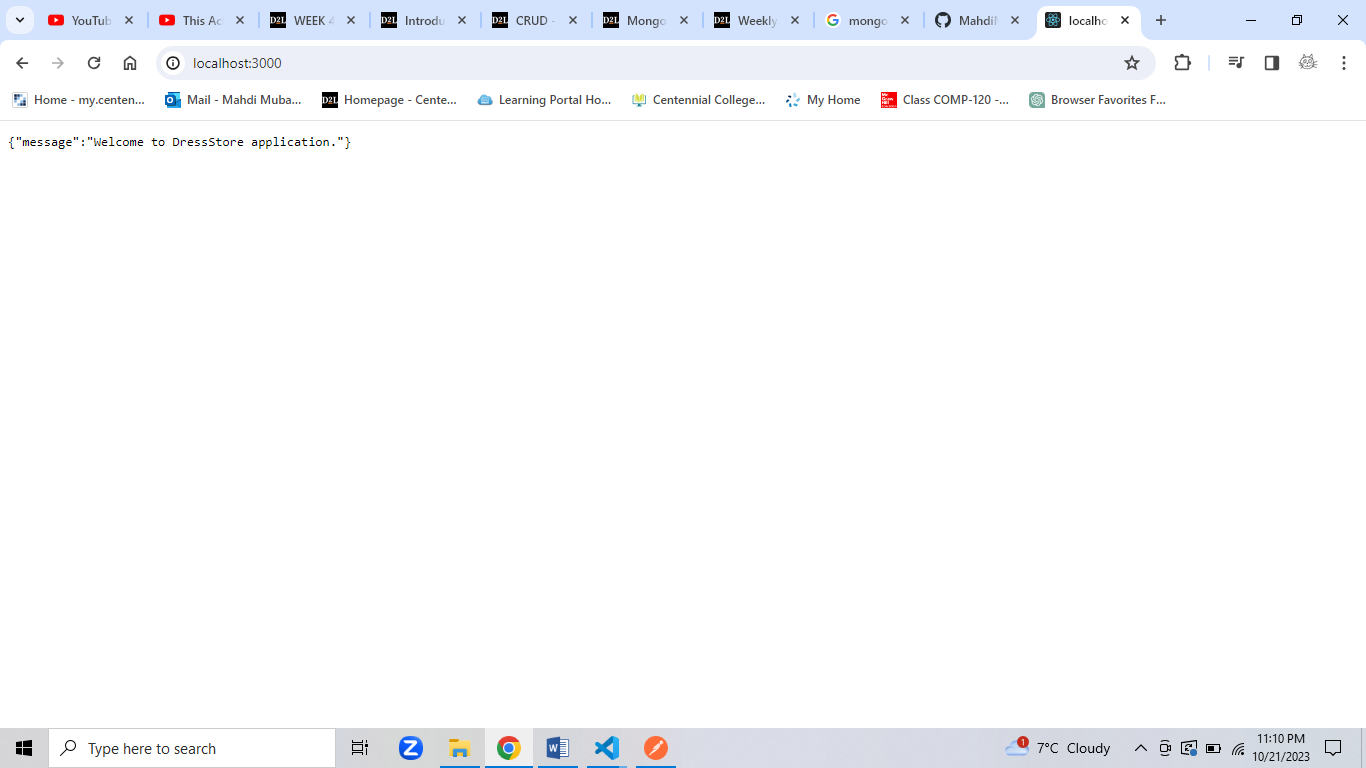 YouTub
This Ac
WEEK 4
Introdu
CRUD -
Mongo
Weekly
mongo
MahdiM
localho
localhost:3000
Home - my.centen...
Mail - Mahdi Muba...
Homepage - Cente...
Learning Portal Ho...
Centennial College...
My Home
Class COMP-120 -...
Browser Favorites F...
{"message":"Welcome to DressStore application."}
Type here to search
1
7°C Cloudy
11:10 PM
10/21/2023